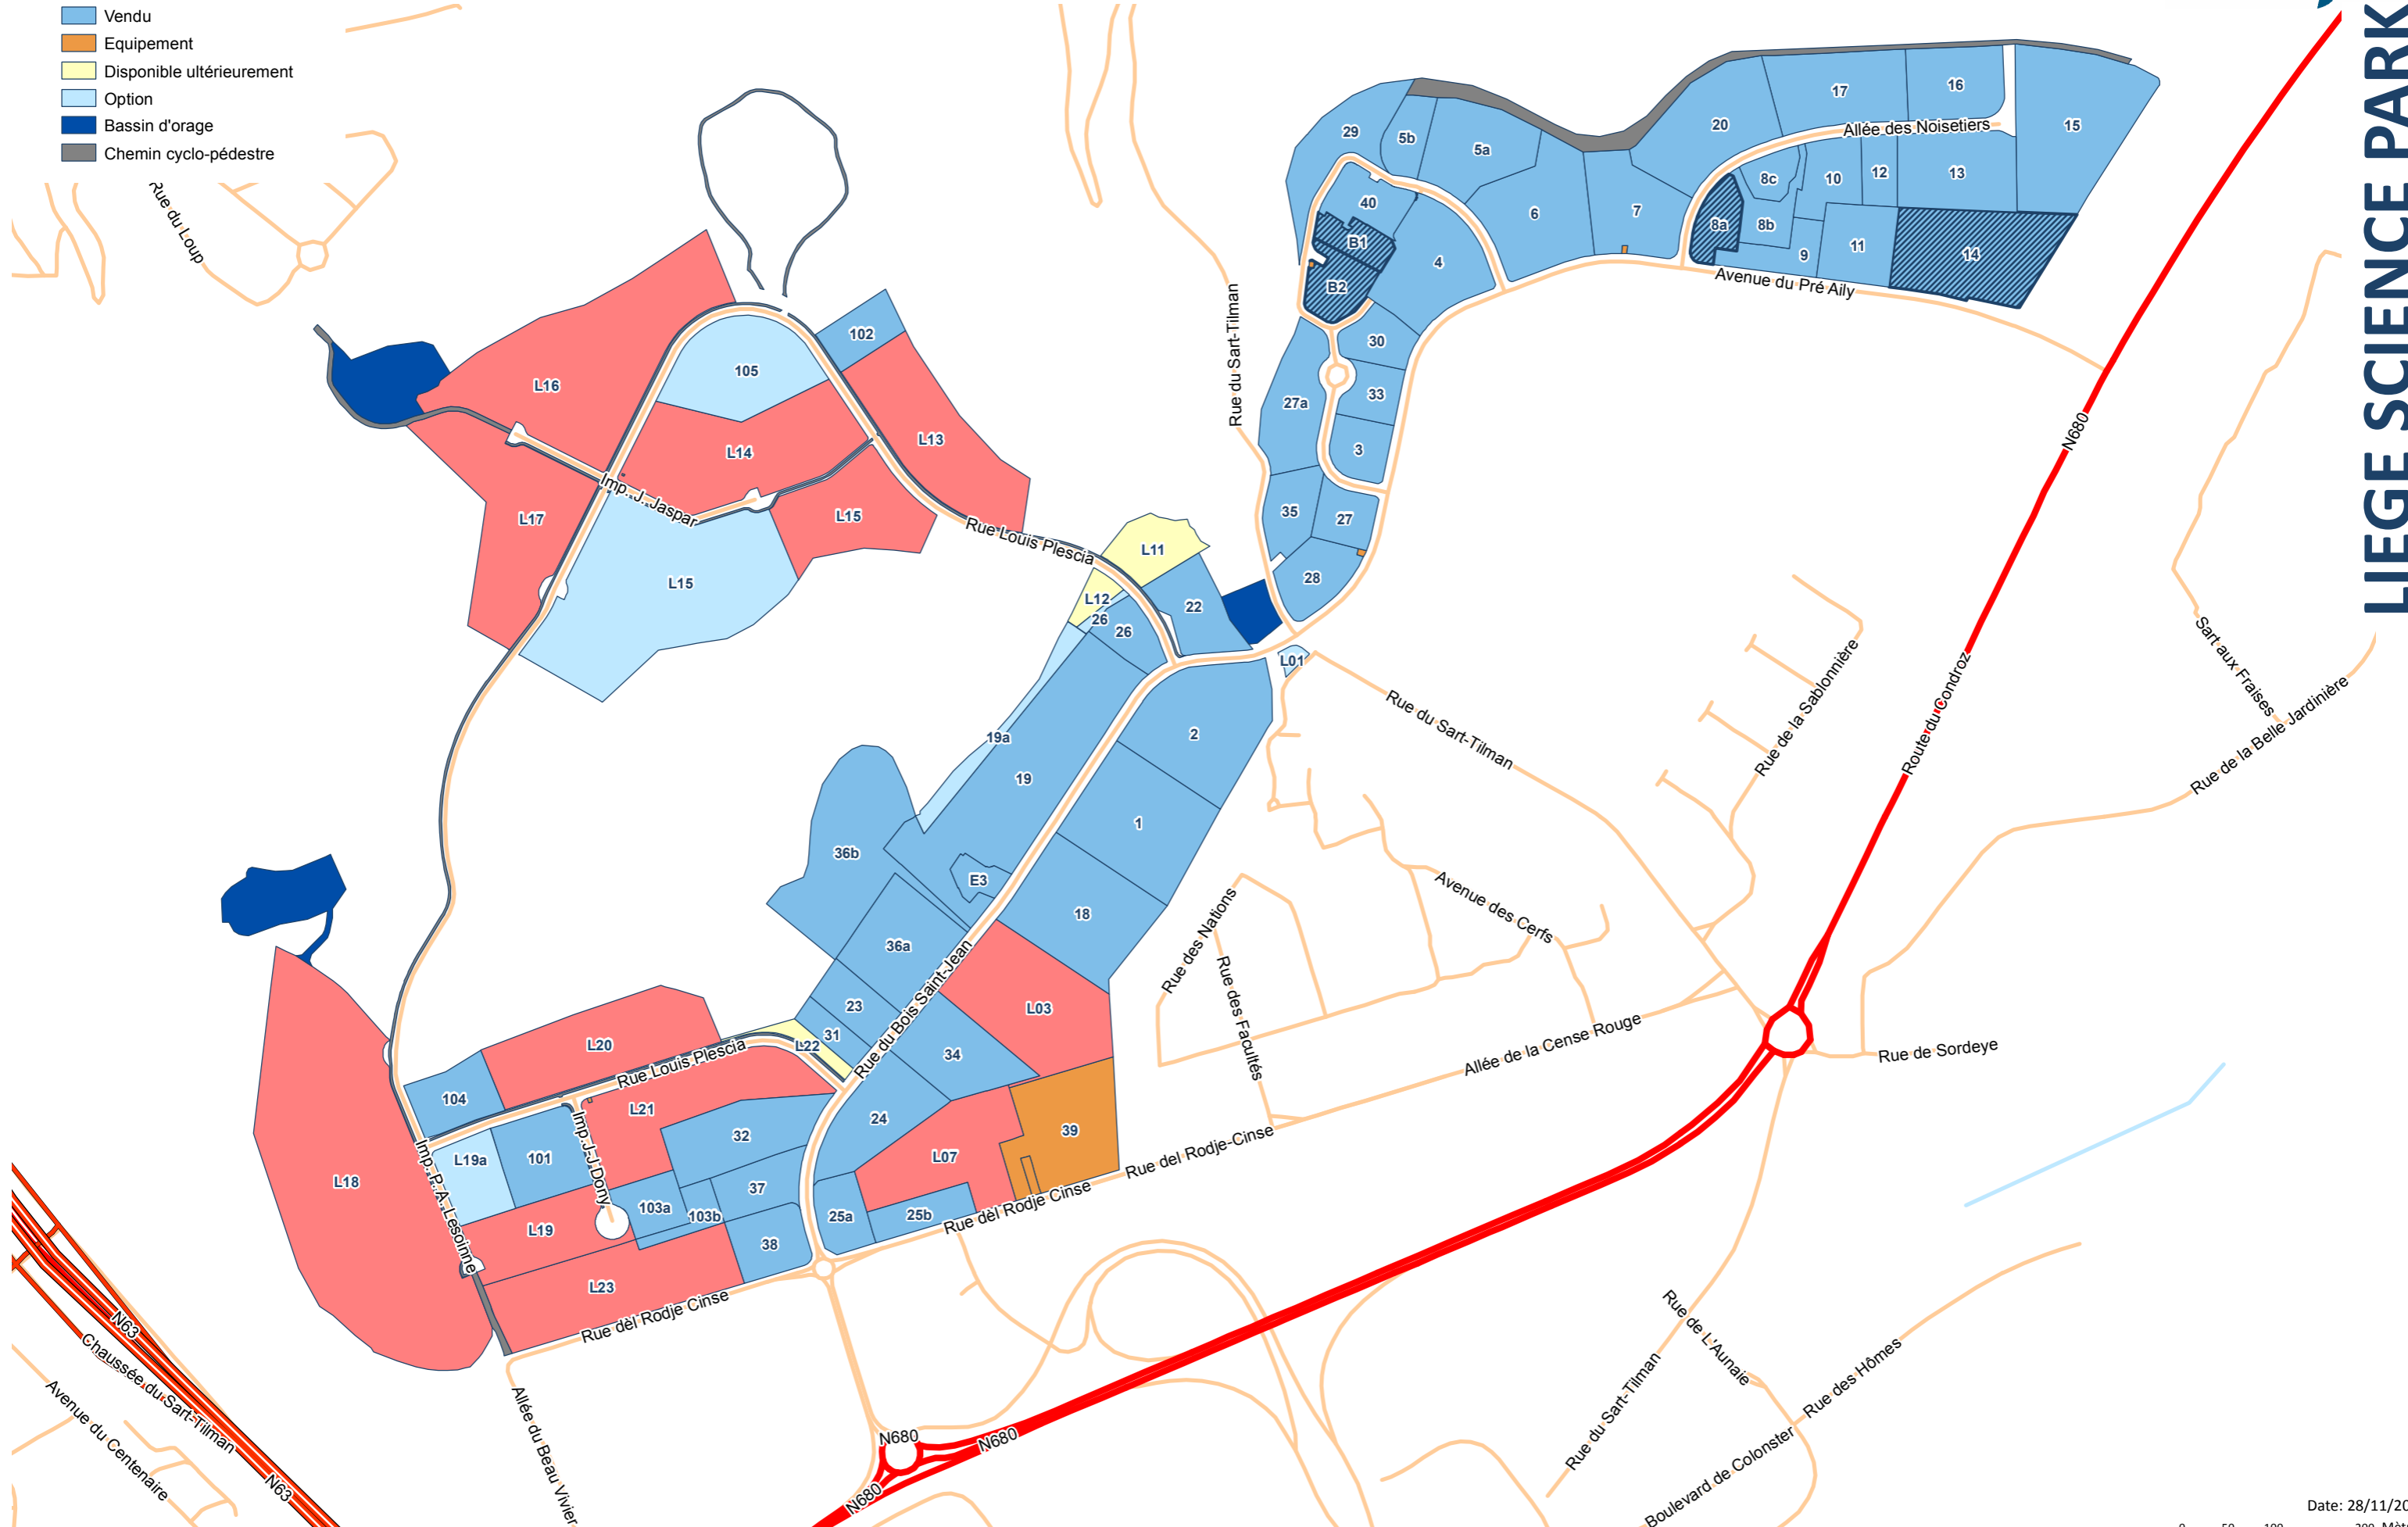 Vendu
Equipement
Disponible ultérieurement
Option
Bassin d'orage
Chemin cyclo-pédestre
LIEGE SCIENCE PARK
Rue du Loup
Rue du Sart-Tilman
29
5b
5a
20
17
16
15
Allée des Noisetiers
40
B1
B2
4
6
7
8a
8b
8c
10
12
13
9
11
14
Avenue du Pré Aily
N680
102
105
L16
L14
L13
L17
Imp. J. Jaspar
L15
L15
30
33
3
27a
35
27
28
Rue Louis Plescia
L11
L12
26
26
22
L01
Rue du Sart-Tilman
Rue de la Sablonnière
Route du Condroz
Sart aux Fraises
Rue de la Belle Jardinière
19a
19
2
1
18
36b
E3
36a
Rue du Bois Saint-Jean
23
31
L22
34
L03
Rue des Nations
Rue des Facultés
Avenue des Cerfs
Allée de la Cense Rouge
Rue de Sordeye
L20
Rue Louis Plescia
104
L21
32
24
39
L07
Rue del Rodje-Cinse
L18
L19a
101
Imp. J-J Dony
Imp. P. A. Lesoinne
L19
103a
103b
37
38
25a
25b
Rue dèl Rodje Cinse
L23
Rue dèl Rodje Cinse
N63
Chaussée du Sart-Tilman
N63
Avenue du Centenaire
Allée du Beau Vivier
N680
N680
N680
Rue de L'Aunaie
Rue du Sart-Tilman
Rue des Hômes
Boulevard de Colonster
Date: 28/11/20
0 50 100 200 Mèt